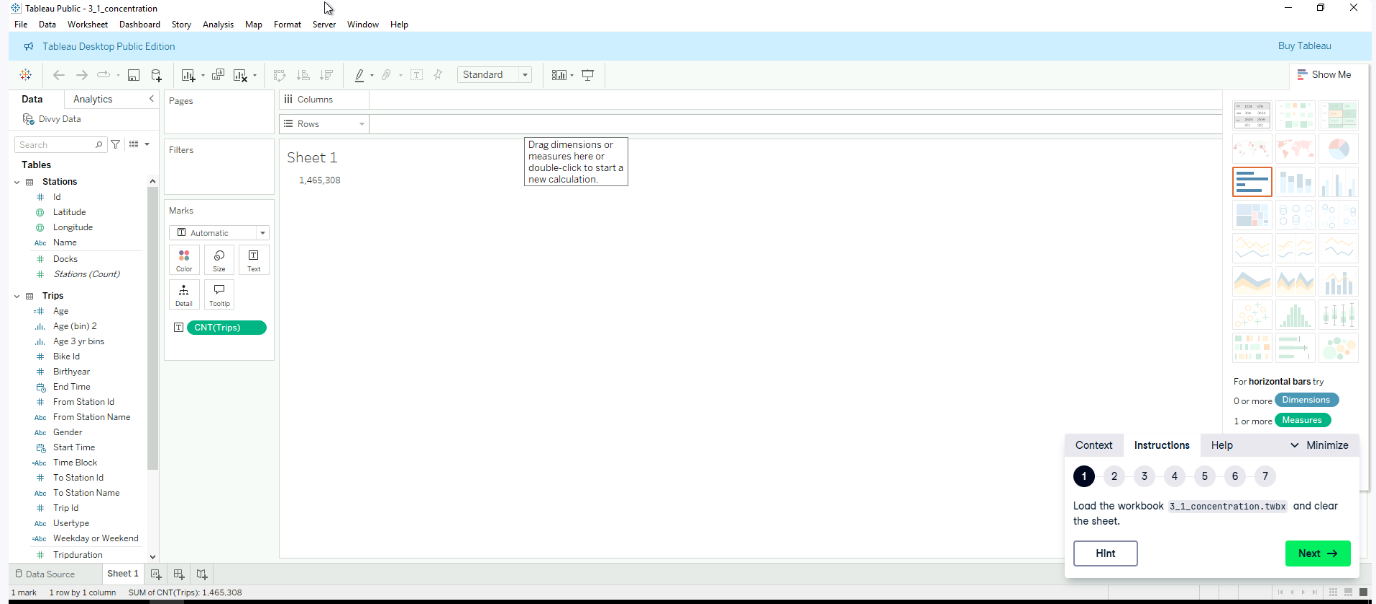 Tableau Public - 3_1_concentration
File Data Worksheet Dashboard Story Analysis Map Format Server Window Help
Tableau Desktop Public Edition
Buy Tableau
Standard
Show Me
Data
Analytics
Divvy Data
Search
Tables
Stations
Id
Latitude
Longitude
Abc Name
Docks
Stations (Count)
Trips
Age
Age (bin) 2
Age 3 yr bins
Bike Id
Birthyear
End Time
From Station Id
Abc From Station Name
Abc Gender
Start Time
=Abc Time Block
To Station Id
Abc To Station Name
Trip Id
Abc Usertype
=Abc Weekday or Weekend
Tripduration
Pages
Filters
Marks
Automatic
Color
Size
Text
Detail
Tooltip
CNT(Trips)
Columns
Rows
Sheet 1
1,465,308
Drag dimensions or
measures here or
double-click to start a
new calculation.
For horizontal bars try
0 or more Dimensions
1 or more Measures
Context
Instructions
Help
Minimize
1 2 3 4 5 6 7
Load the workbook 3_1_concentration.twbx and clear
the sheet.
Hint
Next →
Data Source
Sheet 1
1 mark 1 row by 1 column SUM of CNT(Trips): 1,465,308